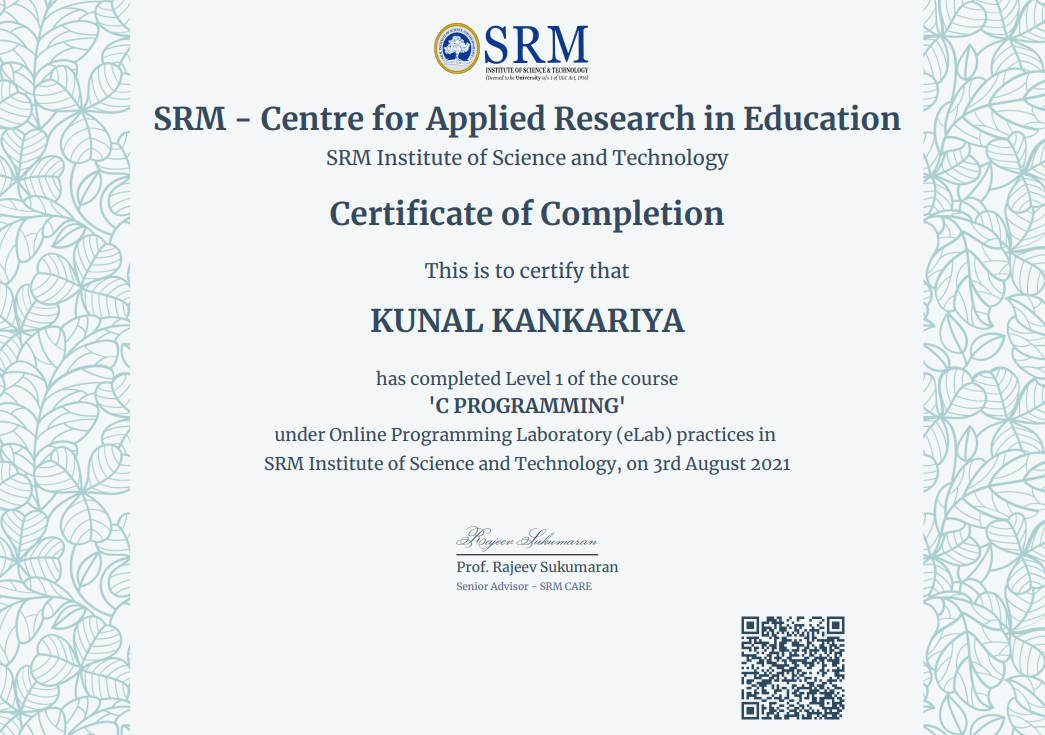 SRM
INSTITUTE OF SCIENCE & TECHNOLOGY
(Deemed to be University u/s 3 of UGC Act, 1956)
SRM - Centre for Applied Research in Education
SRM Institute of Science and Technology
Certificate of Completion
This is to certify that
KUNAL KANKARIYA
has completed Level 1 of the course
'C PROGRAMMING'
under Online Programming Laboratory (eLab) practices in
SRM Institute of Science and Technology, on 3rd August 2021
Rajeev Sukumaran
Prof. Rajeev Sukumaran
Senior Advisor - SRM CARE